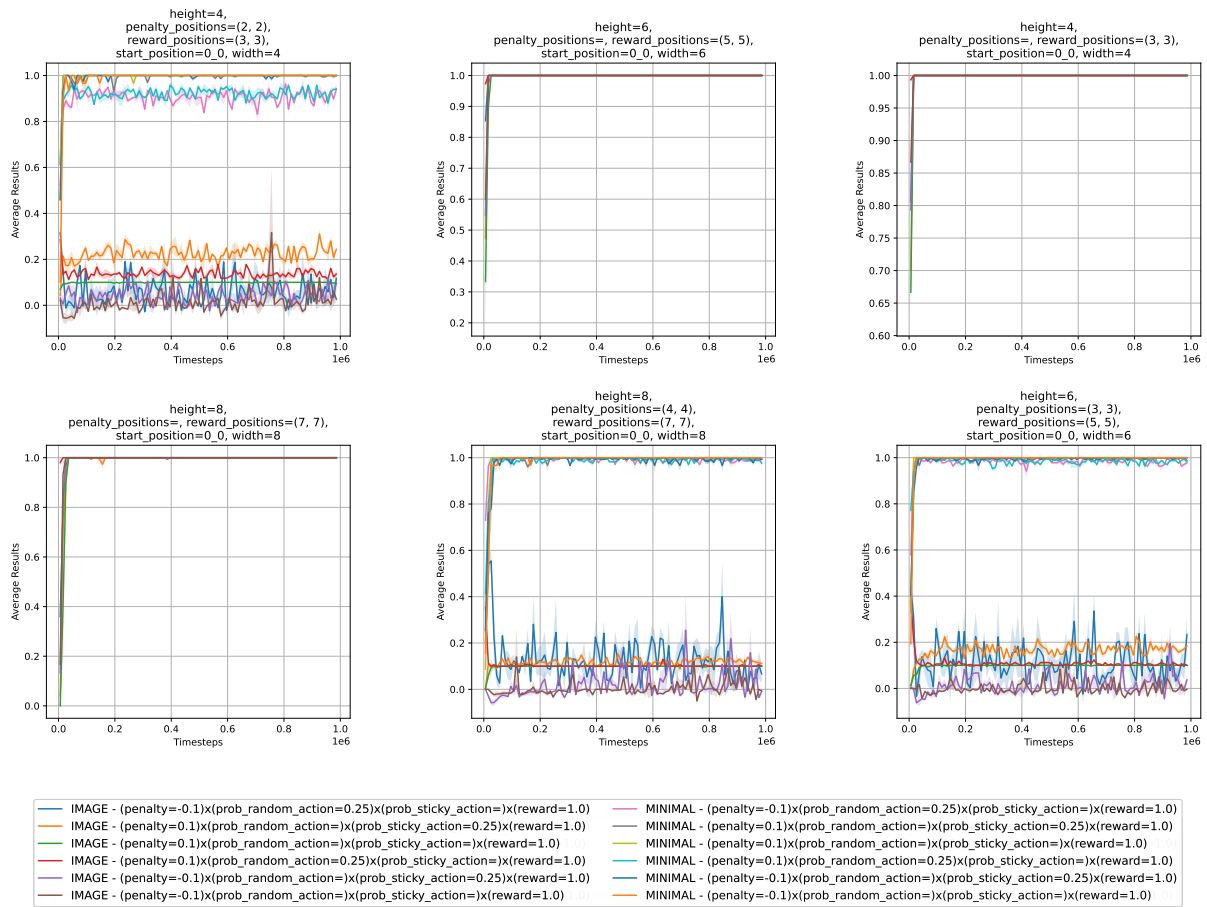 height=4,
penalty_positions=(2, 2),
reward_positions=(3, 3),
start_position=0_0, width=4
1.0
0.8
0.6
0.4
0.2
0.0
Average Results
0.0 0.2 0.4 0.6 0.8 1.0
Timesteps
1e6
height=6,
penalty_positions=, reward_positions=(5, 5),
start_position=0_0, width=6
1.0
0.9
0.8
0.7
0.6
0.5
0.4
0.3
0.2
Average Results
0.0 0.2 0.4 0.6 0.8 1.0
Timesteps
1e6
height=4,
penalty_positions=, reward_positions=(3, 3),
start_position=0_0, width=4
1.00
0.95
0.90
0.85
0.80
0.75
0.70
0.65
0.60
Average Results
0.0 0.2 0.4 0.6 0.8 1.0
Timesteps
1e6
height=8,
penalty_positions=, reward_positions=(7, 7),
start_position=0_0, width=8
1.0
0.8
0.6
0.4
0.2
0.0
Average Results
0.0 0.2 0.4 0.6 0.8 1.0
Timesteps
1e6
height=8,
penalty_positions=(4, 4),
reward_positions=(7, 7),
start_position=0_0, width=8
1.0
0.8
0.6
0.4
0.2
0.0
Average Results
0.0 0.2 0.4 0.6 0.8 1.0
Timesteps
1e6
height=6,
penalty_positions=(3, 3),
reward_positions=(5, 5),
start_position=0_0, width=6
1.0
0.8
0.6
0.4
0.2
0.0
Average Results
0.0 0.2 0.4 0.6 0.8 1.0
Timesteps
1e6
IMAGE - (penalty=-0.1)x(prob_random_action=0.25)x(prob_sticky_action=)x(reward=1.0)
IMAGE - (penalty=0.1)x(prob_random_action=)x(prob_sticky_action=0.25)x(reward=1.0)
IMAGE - (penalty=0.1)x(prob_random_action=)x(prob_sticky_action=)x(reward=1.0)
IMAGE - (penalty=0.1)x(prob_random_action=0.25)x(prob_sticky_action=)x(reward=1.0)
IMAGE - (penalty=-0.1)x(prob_random_action=)x(prob_sticky_action=0.25)x(reward=1.0)
IMAGE - (penalty=-0.1)x(prob_random_action=)x(prob_sticky_action=)x(reward=1.0)
MINIMAL - (penalty=-0.1)x(prob_random_action=0.25)x(prob_sticky_action=)x(reward=1.0)
MINIMAL - (penalty=0.1)x(prob_random_action=)x(prob_sticky_action=0.25)x(reward=1.0)
MINIMAL - (penalty=0.1)x(prob_random_action=)x(prob_sticky_action=)x(reward=1.0)
MINIMAL - (penalty=0.1)x(prob_random_action=0.25)x(prob_sticky_action=)x(reward=1.0)
MINIMAL - (penalty=-0.1)x(prob_random_action=)x(prob_sticky_action=0.25)x(reward=1.0)
MINIMAL - (penalty=-0.1)x(prob_random_action=)x(prob_sticky_action=)x(reward=1.0)